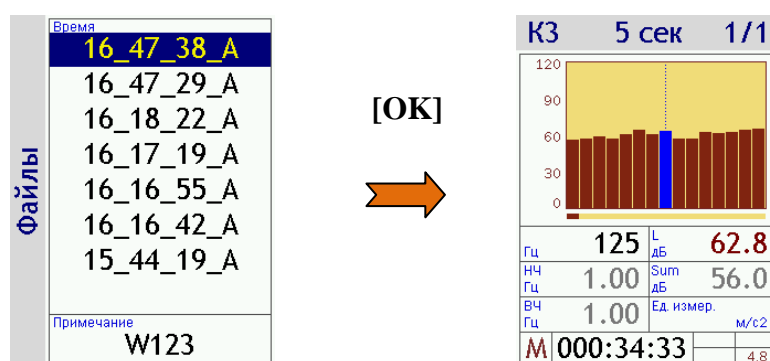 Файлы
Время
16_47_38_A
16_47_29_A
16_18_22_A
16_17_19_A
16_16_55_A
16_16_42_A
15_44_19_A
Примечание
W123
[OK]
К3 5 сек 1/1
120
90
60
30
0
Гц 125 L дБ 62.8
НЧ Гц 1.00 Sum дБ 56.0
ВЧ Гц 1.00 Ед. измер. м/с2
М 000:34:33 4.8